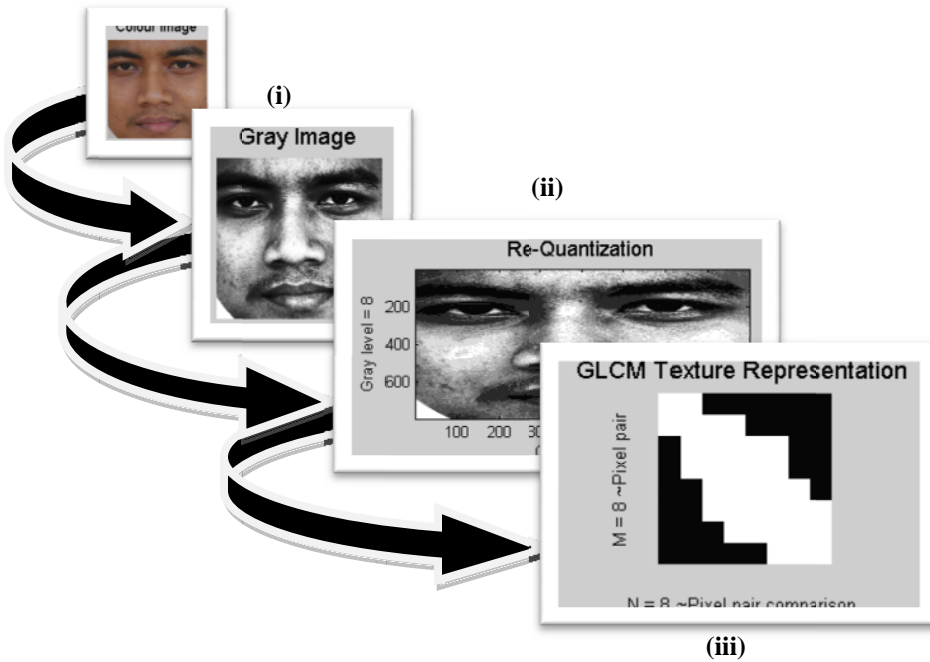 Colour Image
(i)
Gray Image
(ii)
Re-Quantization
Gray level = 8
200
400
600
100 200 300
GLCM Texture Representation
M = 8 ~Pixel pair
N = 8 ~Pixel pair comparison
(iii)